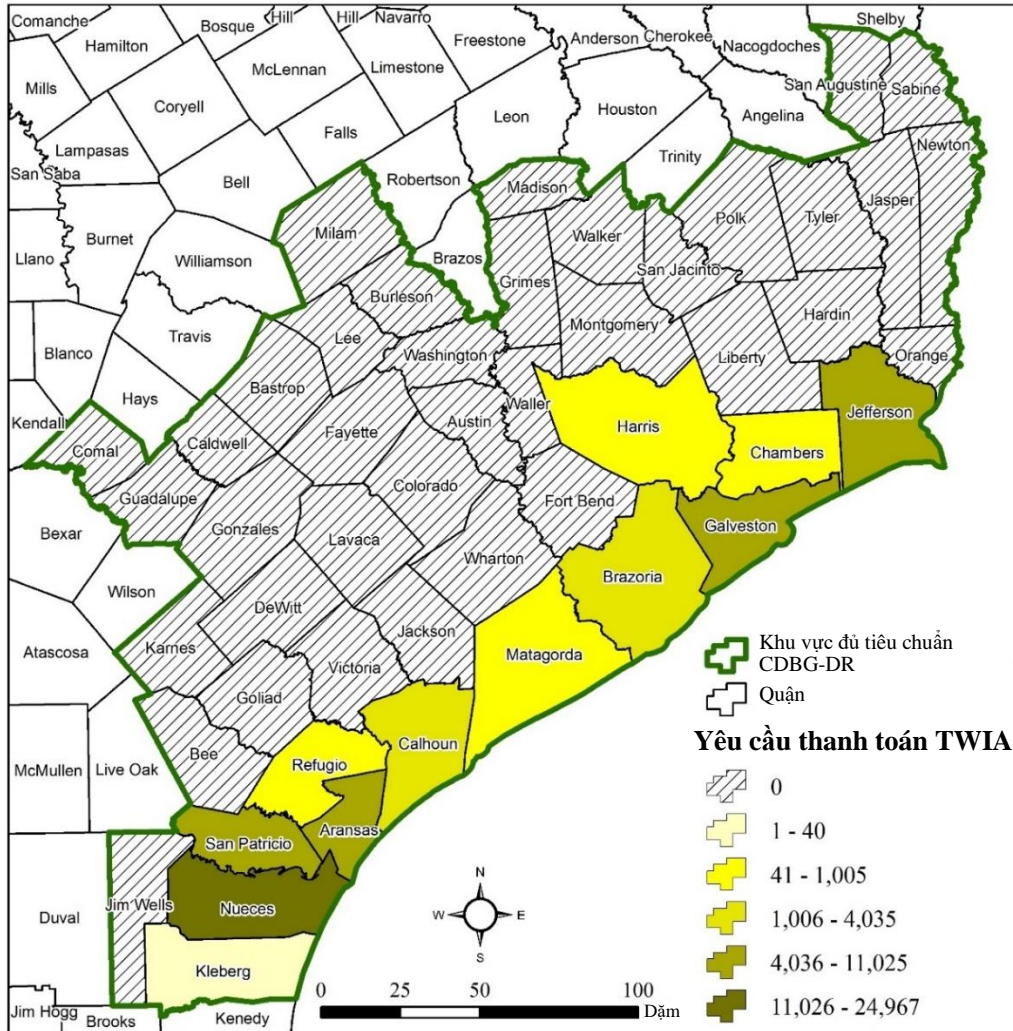 Comanche
Bosque
Hill
Hill
Navarro
Freestone
Anderson
Cherokee
Nacogdoches
Shelby
Hamilton
McLennan
Limestone
San Augustine
Sabine
Mills
Coryell
Leon
Houston
Angelina
Falls
Trinity
Newton
Lampasas
San Saba
Bell
Robertson
Madison
Jasper
Burnet
Milam
Walker
Polk
Tyler
Llano
Williamson
Brazos
Grimes
San Jacinto
Burleson
Travis
Montgomery
Hardin
Blanco
Lee
Washington
Liberty
Orange
Hays
Bastrop
Waller
Kendall
Fayette
Austin
Harris
Jefferson
Comal
Caldwell
Chambers
Guadalupe
Colorado
Fort Bend
Bexar
Gonzales
Lavaca
Galveston
Wharton
Wilson
Brazoria
DeWitt
Atascosa
Karnes
Jackson
Matagorda
Victoria
Goliad
Calhoun
Bee
Refugio
McMullen
Live Oak
Aransas
San Patricio
Duval
Jim Wells
Nueces
Kleberg
Jim Hogg
Brooks
Kenedy
Khu vực đủ tiêu chuẩn
CDBG-DR
Quận
Yêu cầu thanh toán TWIA
0
1 - 40
41 - 1,005
1,006 - 4,035
4,036 - 11,025
11,026 - 24,967
N
W
E
S
0 25 50 100 Dặm